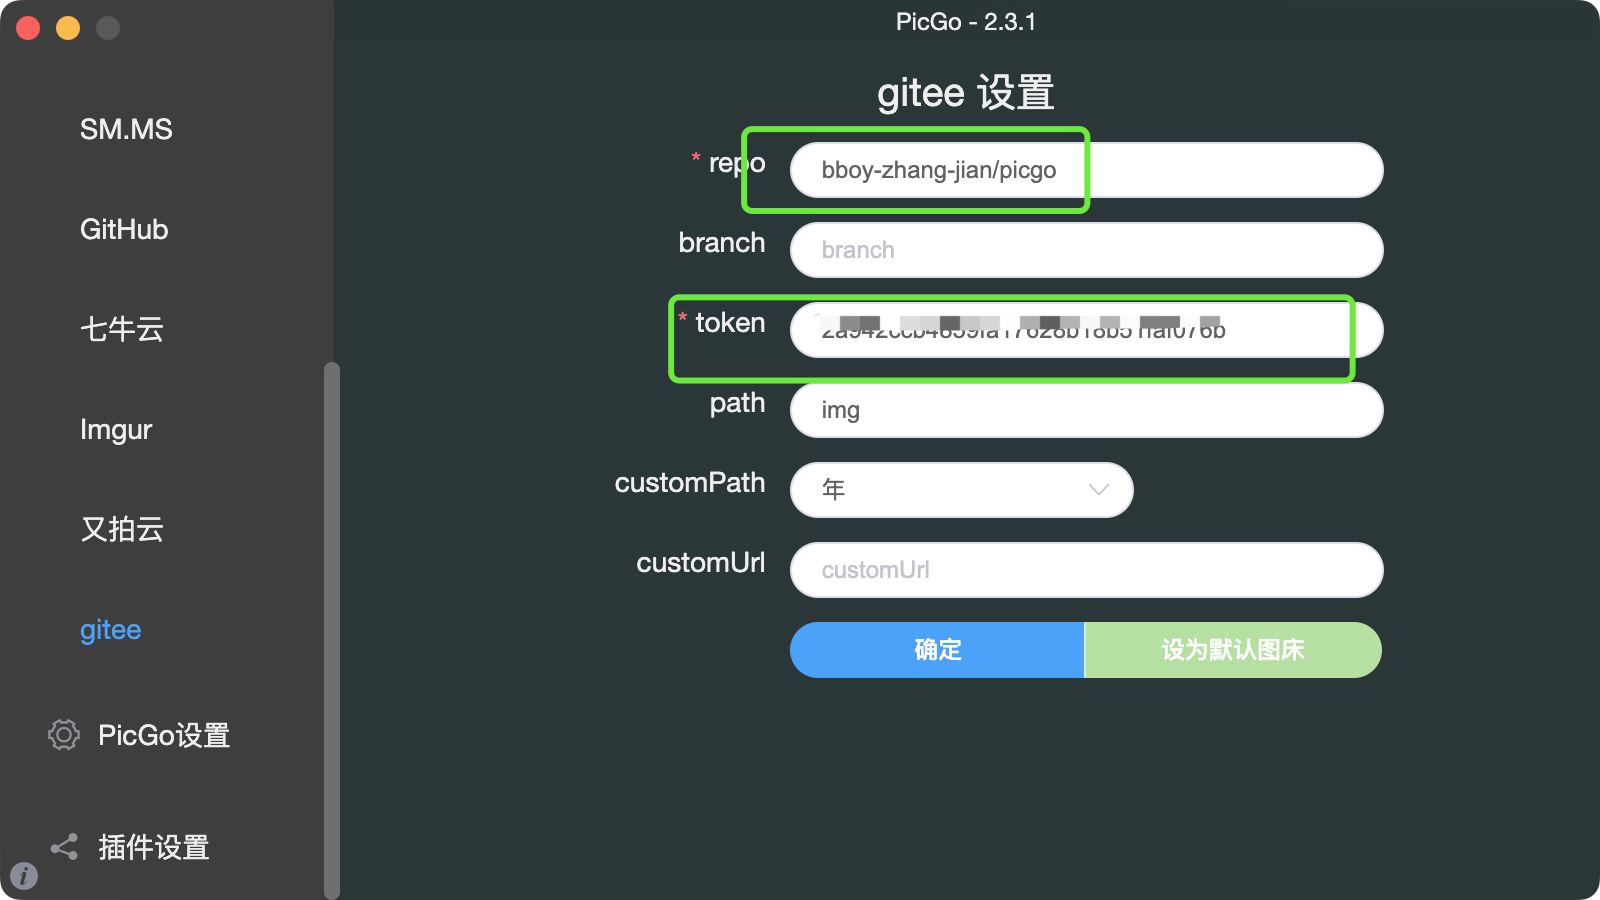 PicGo - 2.3.1
SM.MS
GitHub
七牛云
Imgur
又拍云
gitee
PicGo设置
插件设置
gitee 设置
* repo
bboy-zhang-jian/picgo
branch
branch
* token
path
img
customPath
年
customUrl
customUrl
确定
设为默认图床